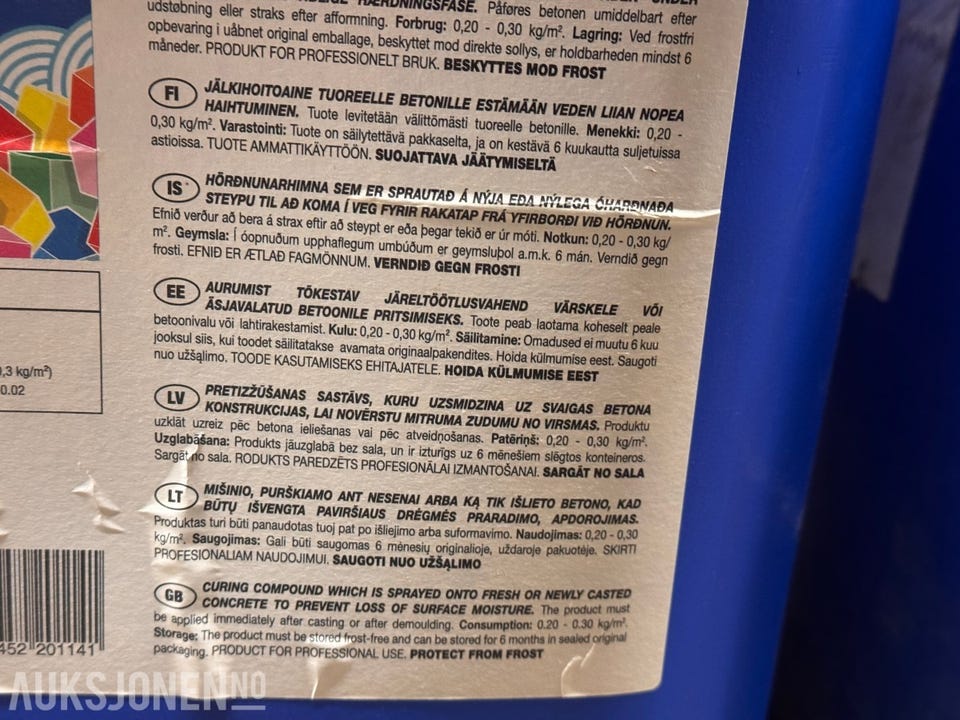 HÆRDNINGSFASE. Påføres betonen umiddelbart efter
udstøbning eller straks efter afformning. Forbrug: 0,20 - 0,30 kg/m². Lagring: Ved frostfri
opbevaring i uåbnet original emballage, beskyttet mod direkte sollys, er holdbarheden mindst 6
måneder. PRODUKT FOR PROFESSIONELT BRUK. BESKYTTES MOD FROST
FI JÄLKIHOITOAINE TUOREELLE BETONILLE ESTÄMÄÄN VEDEN LIIAN NOPEA
HAIHTUMINEN. Tuote levitetään välittömästi tuoreelle betonille. Menekki: 0,20 -
0,30 kg/m². Varastointi: Tuote on säilytettävä pakkaselta, ja on kestävä 6 kuukautta suljetuissa
astioissa. TUOTE AMMATTIKÄYTTÖÖN. SUOJATTAVA JÄÄTYMISELTÄ
IS HÖRÐNUNARHIMNA SEM ER SPRAUTAÐ Á NÝJA EÐA NÝLEGA ÓHARÐNAÐA
STEYPU TIL AÐ KOMA Í VEG FYRIR RAKATAP FRÁ YFIRBORÐI VIÐ HÖRÐNUN.
Efnið verður að bera á strax eftir að steypt er eða þegar tekið er úr móti. Notkun: 0,20 - 0,30 kg/
m². Geymsla: Í óopnuðum upphaflegum umbúðum er geymsluþol a.m.k. 6 mán. Verndið gegn
frosti. EFNIÐ ER ÆTLAÐ FAGMÖNNUM. VERNDIÐ GEGN FROSTI
EE AURUMIST TÕKESTAV JÄRELTÖÖTLUSVAHEND VÄRSKELE VÕI
ÄSJAVALATUD BETOONILE PRITSIMISEKS. Toote peab laotama koheselt peale
betoonivalu või lahtirakestamist. Kulu: 0,20 - 0,30 kg/m². Säilitamine: Omadused ei muutu 6 kuu
jooksul siis, kui toodet säilitatakse avamata originaalpakendites. Hoida külmumise eest. Saugoti
nuo užšąlimo. TOODE KASUTAMISEKS EHITAJATELE. HOIDA KÜLMUMISE EEST
,3 kg/m²)
0.02
LV PRETIZŽŪŠANAS SASTĀVS, KURU UZSMIDZINA UZ SVAIGAS BETONA
KONSTRUKCIJAS, LAI NOVĒRSTU MITRUMA ZUDUMU NO VIRSMAS. Produktu
uzklāt uzreiz pēc betona ieliešanas vai pēc atveidņošanas. Patēriņš: 0,20 - 0,30 kg/m².
Uzglabāšana: Produkts jāuzglabā bez sala, un ir izturīgs uz 6 mēnešiem slēgtos konteineros.
Sargāt no sala. RODUKTS PAREDZĒTS PROFESIONĀLAI IZMANTOŠANAI. SARGĀT NO SALA
LT MIŠINIO, PURŠKIAMO ANT NESENAI ARBA KĄ TIK IŠLIETO BETONO, KAD
BŪTŲ IŠVENGTA PAVIRŠIAUS DRĖGMĖS PRARADIMO, APDOROJIMAS.
Produktas turi būti panaudotas tuoj pat po išliejimo arba suformavimo. Naudojimas: 0,20 - 0,30
kg/m². Saugojimas: Gali būti saugomas 6 mėnesių originalioje, uždaroje pakuotėje. SKIRTI
PROFESIONALIAM NAUDOJIMUI. SAUGOTI NUO UŽŠĄLIMO
GB CURING COMPOUND WHICH IS SPRAYED ONTO FRESH OR NEWLY CASTED
CONCRETE TO PREVENT LOSS OF SURFACE MOISTURE. The product must
be applied immediately after casting or after demoulding. Consumption: 0.20 - 0.30 kg/m².
Storage: The product must be stored frost-free and can be stored for 6 months in sealed original
packaging. PRODUCT FOR PROFESSIONAL USE. PROTECT FROM FROST
452 201141
AUKSJONEN.NO